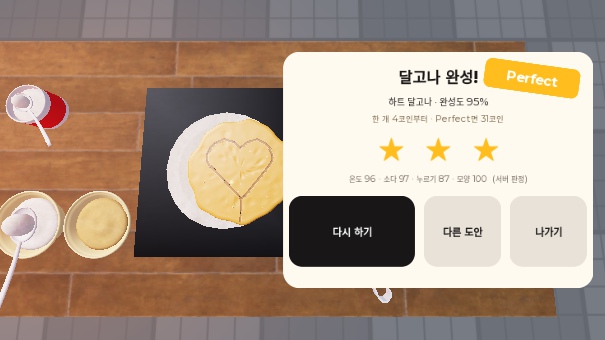 달고나 완성!
Perfect
하트 달고나 · 완성도 95%
한 개 4코인부터 · Perfect면 31코인
온도 96 · 소다 97 · 누르기 87 · 모양 100 (서버 판정)
다시 하기
다른 도안
나가기